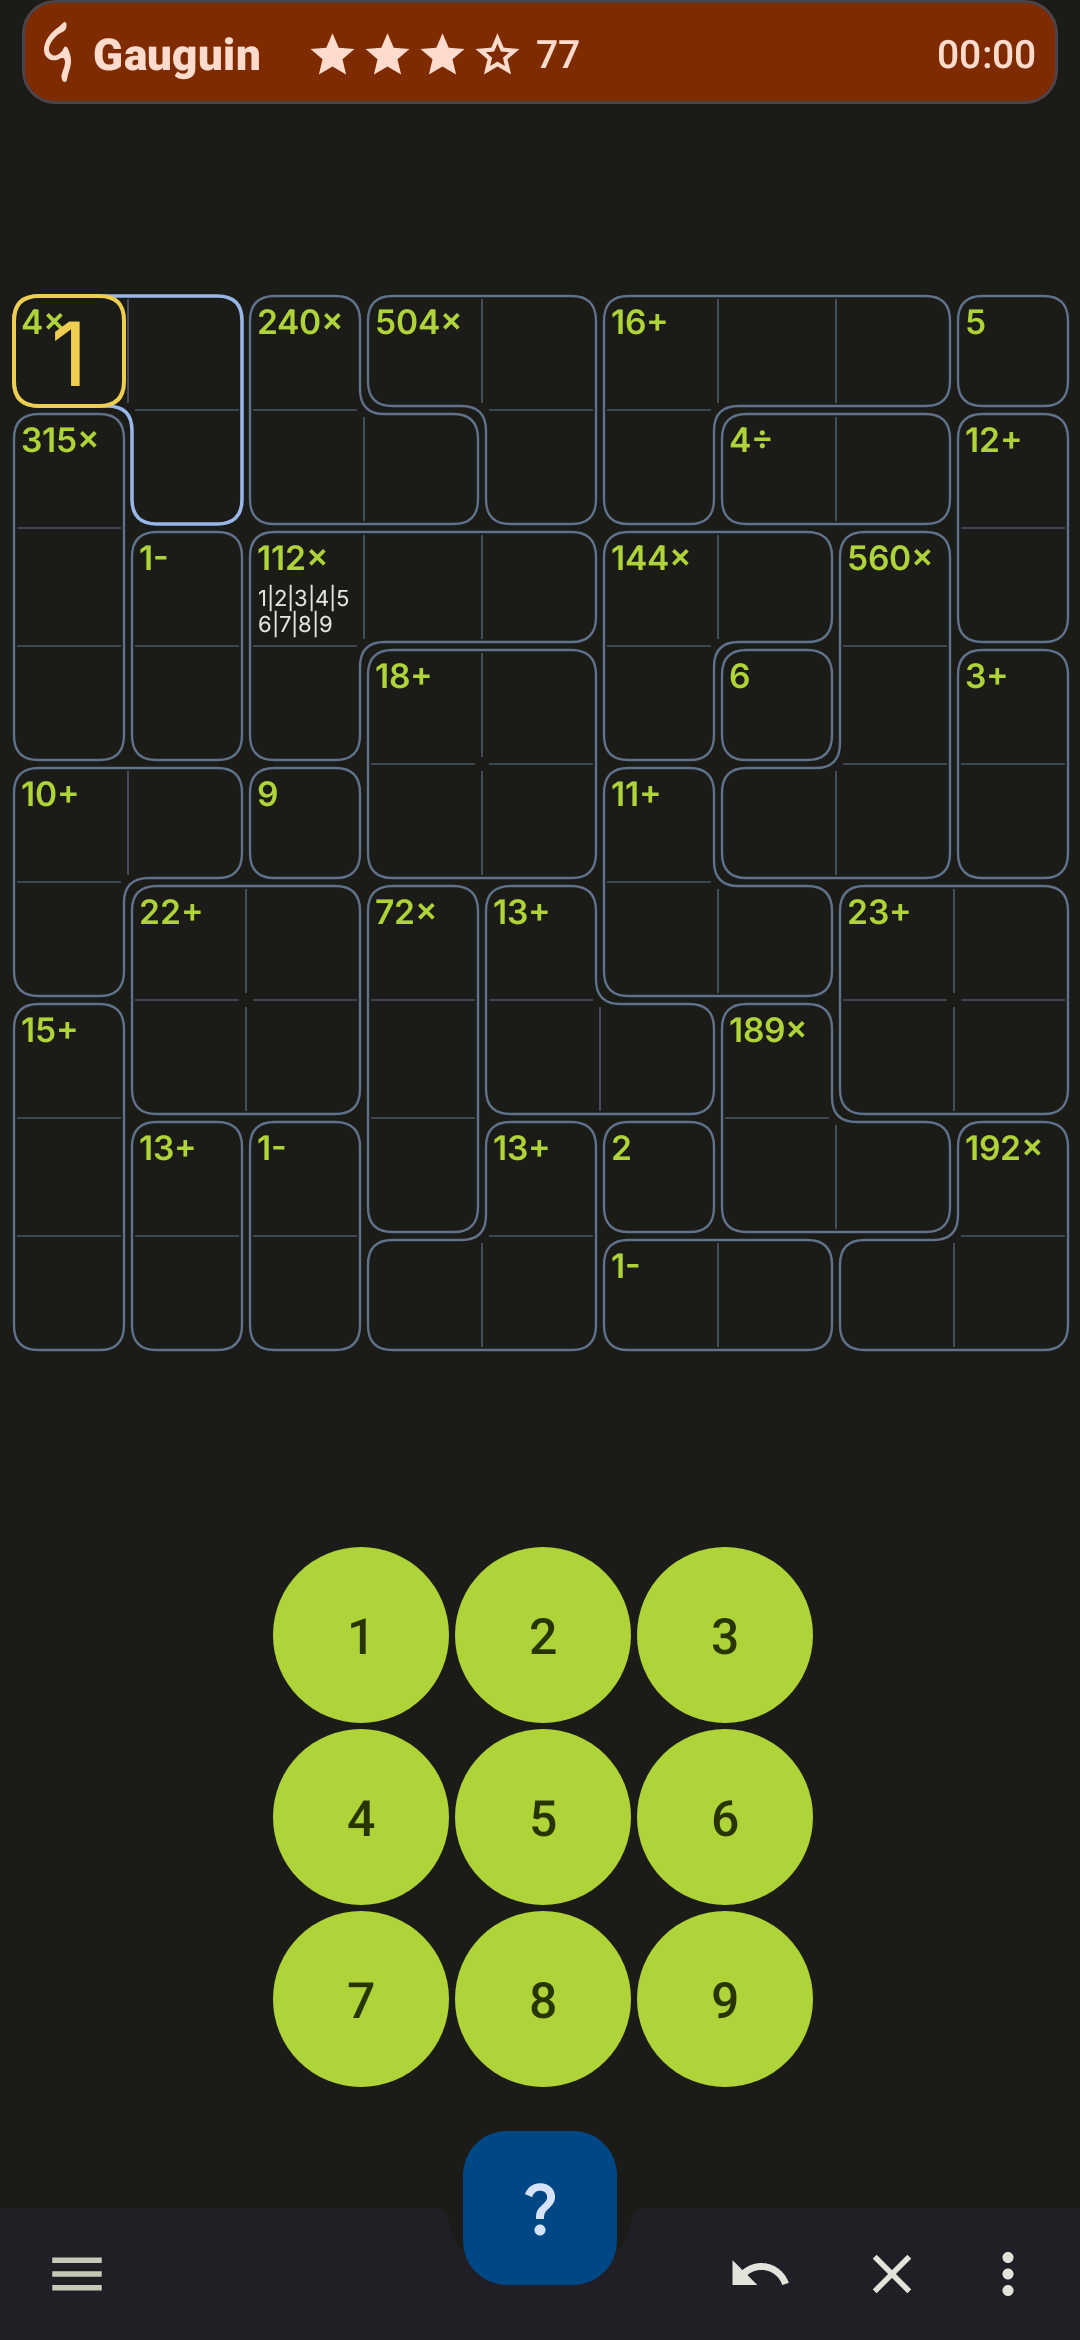 Gauguin 77 00:00
4× 1 240× 504× 16+ 5
315× 4÷ 12+
1- 112× 144× 560×
1|2|3|4|5
6|7|8|9
18+ 6 3+
10+ 9 11+
22+ 72× 13+ 23+
15+ 189×
13+ 1- 13+ 2 192×
1-
1 2 3
4 5 6
7 8 9
?